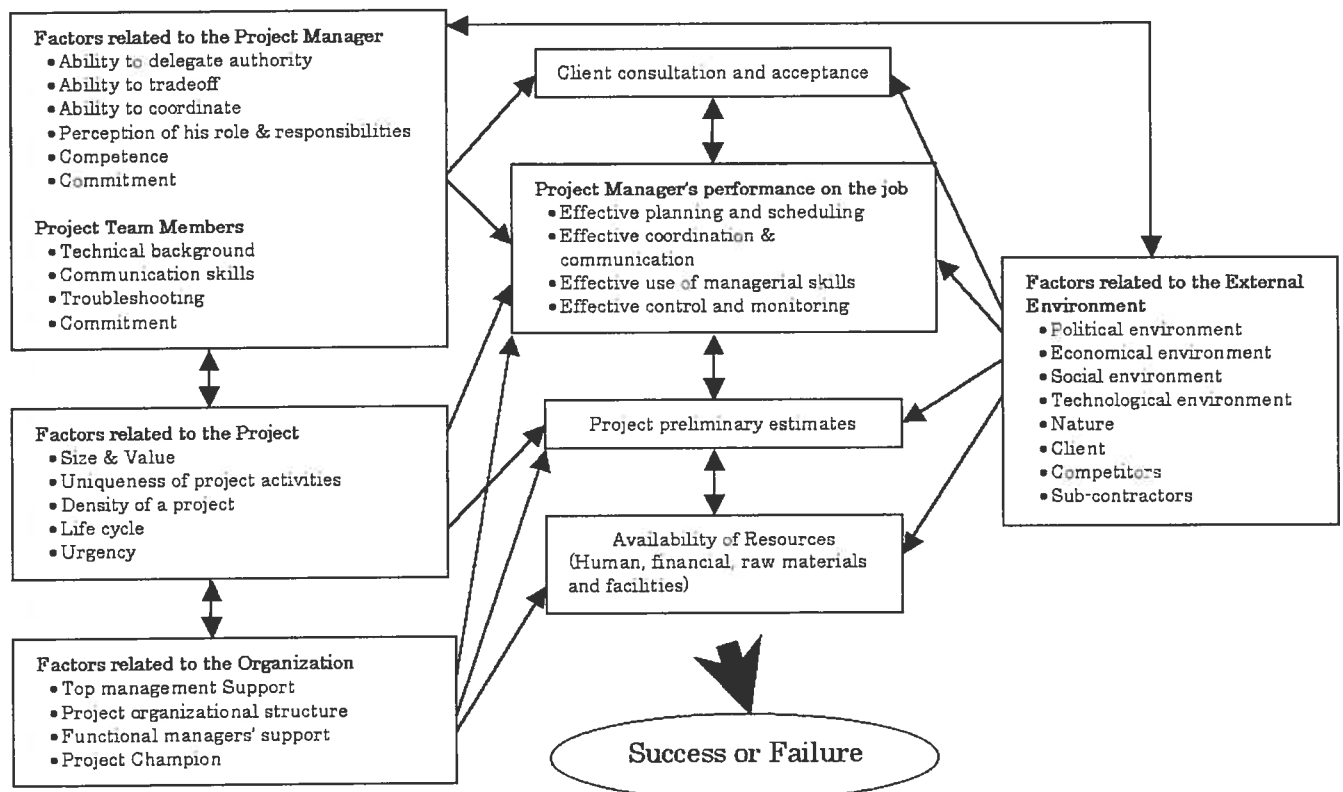 Factors related to the Project Manager
• Ability to delegate authority
• Ability to tradeoff
• Ability to coordinate
• Perception of his role & responsibilities
• Competence
• Commitment
Project Team Members
• Technical background
• Communication skills
• Troubleshooting
• Commitment
Factors related to the Project
• Size & Value
• Uniqueness of project activities
• Density of a project
• Life cycle
• Urgency
Factors related to the Organization
• Top management Support
• Project organizational structure
• Functional managers' support
• Project Champion
Client consultation and acceptance
Project Manager's performance on the job
• Effective planning and scheduling
• Effective coordination &
communication
• Effective use of managerial skills
• Effective control and monitoring
Project preliminary estimates
Availability of Resources
(Human, financial, raw materials
and facilities)
Success or Failure
Factors related to the External
Environment
• Political environment
• Economical environment
• Social environment
• Technological environment
• Nature
• Client
• Competitors
• Sub-contractors